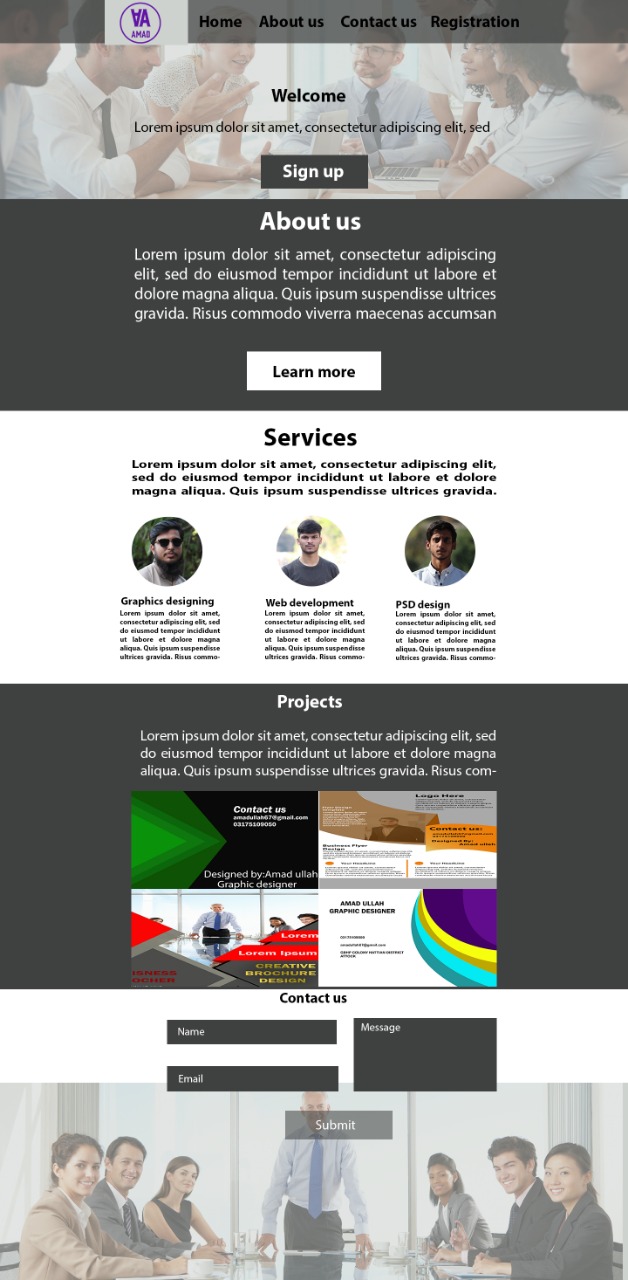 AMAD
Home About us Contact us Registration
Welcome
Lorem ipsum dolor sit amet, consectetur adipiscing elit, sed
Sign up
About us
Lorem ipsum dolor sit amet, consectetur adipiscing
elit, sed do eiusmod tempor incididunt ut labore et
dolore magna aliqua. Quis ipsum suspendisse ultrices
gravida. Risus commodo viverra maecenas accumsan
Learn more
Services
Lorem ipsum dolor sit amet, consectetur adipiscing elit,
sed do eiusmod tempor incididunt ut labore et dolore
magna aliqua. Quis ipsum suspendisse ultrices gravida.
Graphics designing
Lorem ipsum dolor sit amet,
consectetur adipiscing elit, sed
do eiusmod tempor incididunt
ut labore et dolore magna
aliqua. Quis ipsum suspendisse
ultrices gravida. Risus commo-
Web development
Lorem ipsum dolor sit amet,
consectetur adipiscing elit, sed
do eiusmod tempor incididunt
ut labore et dolore magna
aliqua. Quis ipsum suspendisse
ultrices gravida. Risus commo-
PSD design
Lorem ipsum dolor sit amet,
consectetur adipiscing elit, sed
do eiusmod tempor incididunt
ut labore et dolore magna
aliqua. Quis ipsum suspendisse
ultrices gravida. Risus commo-
Projects
Lorem ipsum dolor sit amet, consectetur adipiscing elit, sed
do eiusmod tempor incididunt ut labore et dolore magna
aliqua. Quis ipsum suspendisse ultrices gravida. Risus com-
Contact us
amadullah67@gmail.com
03175109050
Designed by:Amad ullah
Graphic designer
Logo Here
Contact us:
Designed By:
Amad ullah
Business Flyer
Design
Your Headline
Your Headline
Lorem
Lorem Ipsum
CREATIVE
BROCHURE
DESIGN
ISNESS
OCHER
AMAD ULLAH
GRAPHIC DESIGNER
03175109050
amadullah67@gmail.com
Contact us
Name
Message
Email
Submit